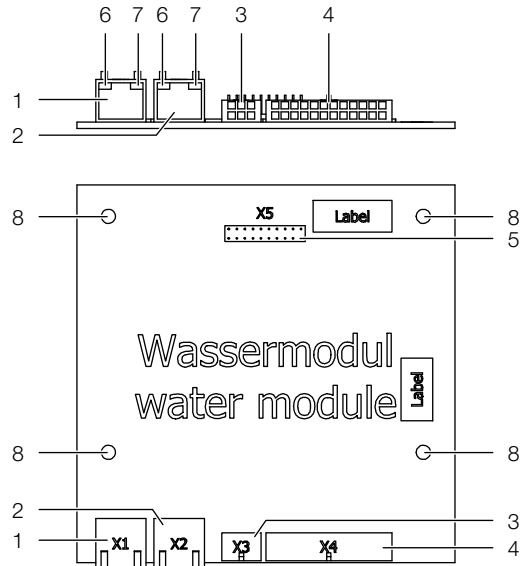 6 7 6 7 3 4
1
2
8 X5 Label 8
5
Wassermodul
water module
Label
8 8
2 3
1 X1 X2 X3 X4 4